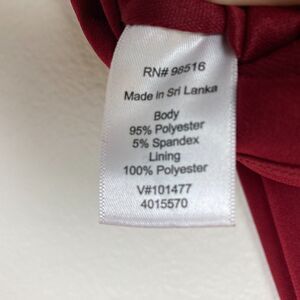 RN# 98516
Made in Sri Lanka
Body
95% Polyester
5% Spandex
Lining
100% Polyester
V#101477
4015570